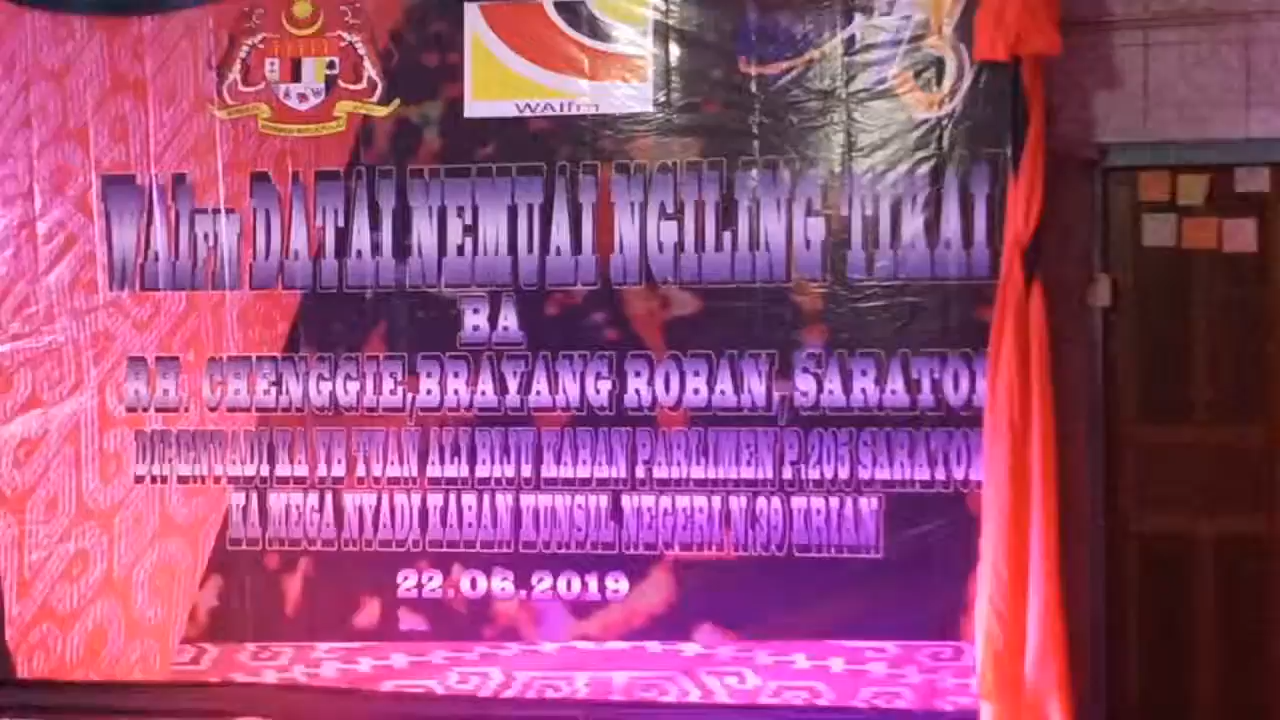 WAIfm
WAIFM DATAI NEMUAI NGILING TIKAI
BA
RH. CHENGGIE, BRAYANG ROBAN, SARATOK
KA YB TUAN ALI BIJU KABAN PARLIMEN P.205 SARATOK
KA MEGA NYADI KABAN KUNSIL NEGERI N.39 KRIAN
22.06.2019